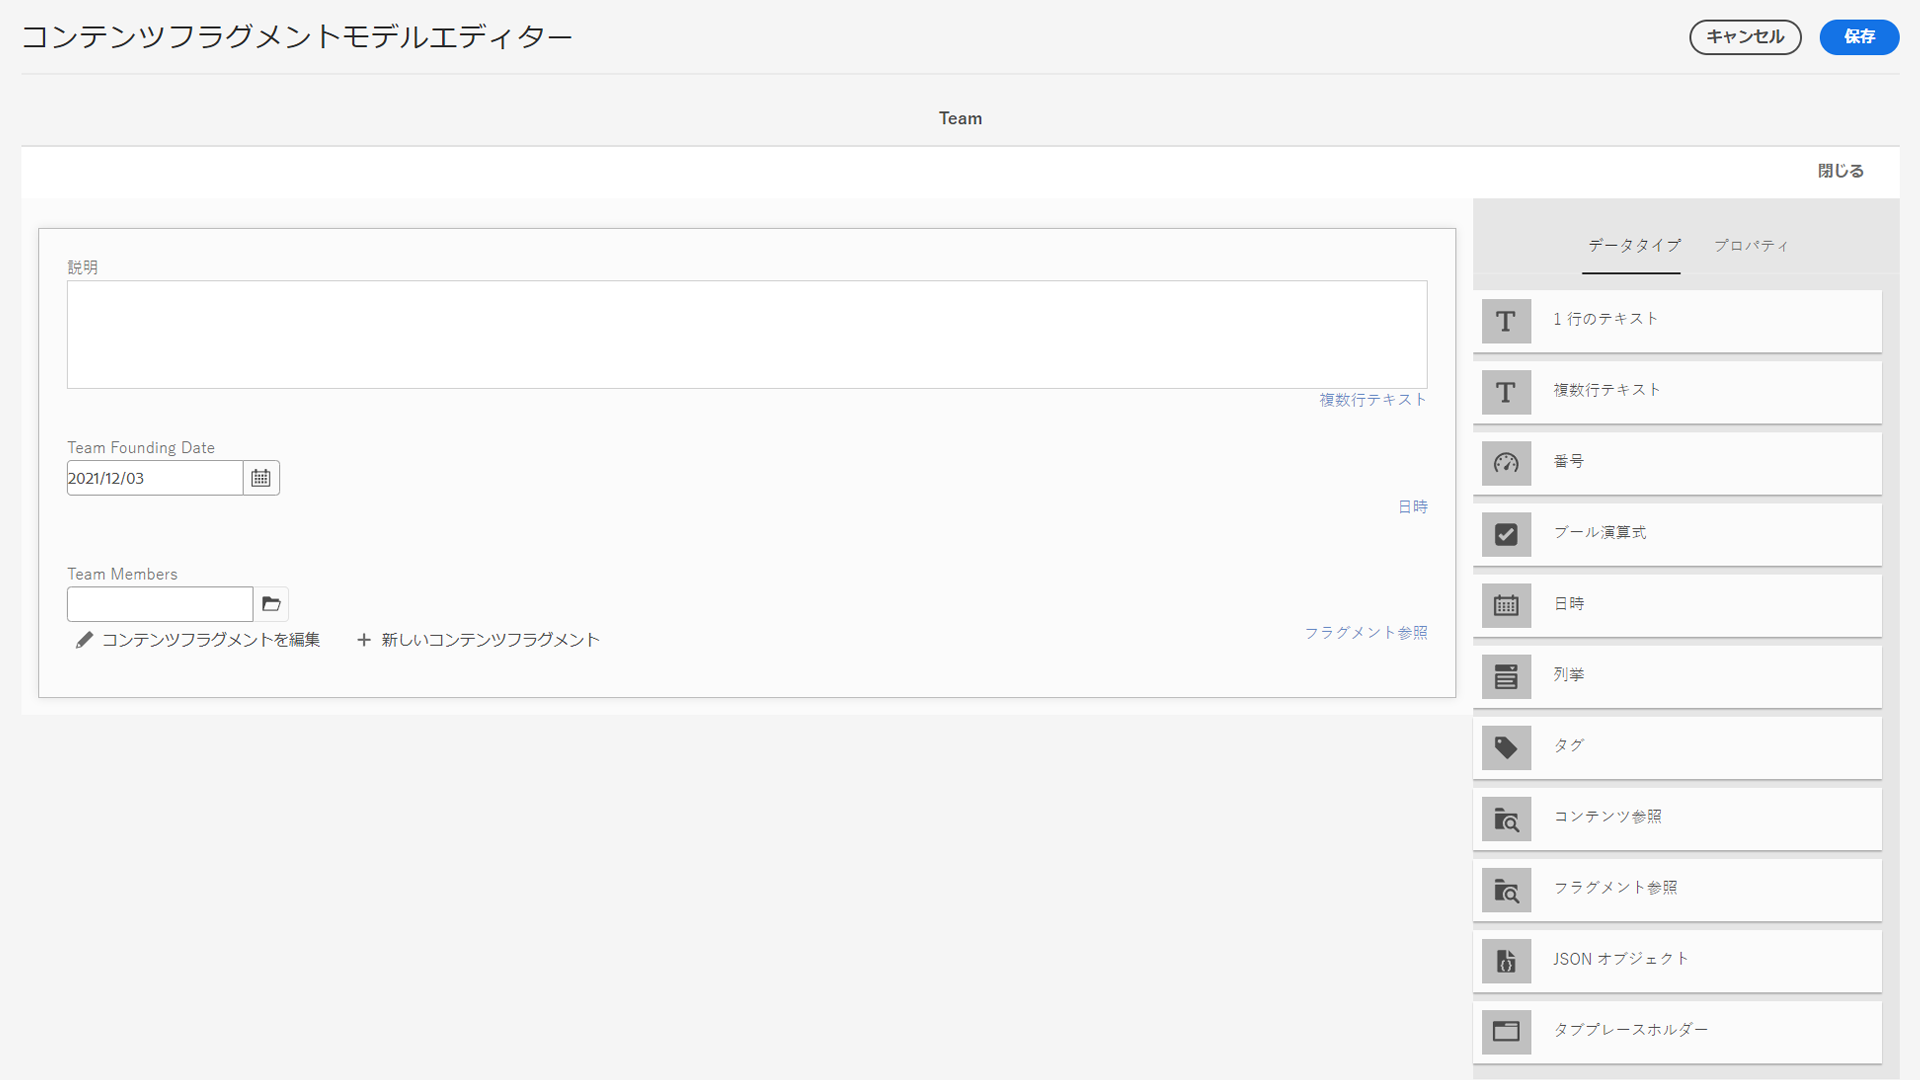 コンテンツフラグメントモデルエディター
キャンセル
保存
Team
閉じる
説明
複数行テキスト
Team Founding Date
2021/12/03
日時
Team Members
コンテンツフラグメントを編集
新しいコンテンツフラグメント
フラグメント参照
データタイプ
プロパティ
1 行のテキスト
複数行テキスト
番号
ブール演算式
日時
列挙
タグ
コンテンツ参照
フラグメント参照
JSON オブジェクト
タブプレースホルダー